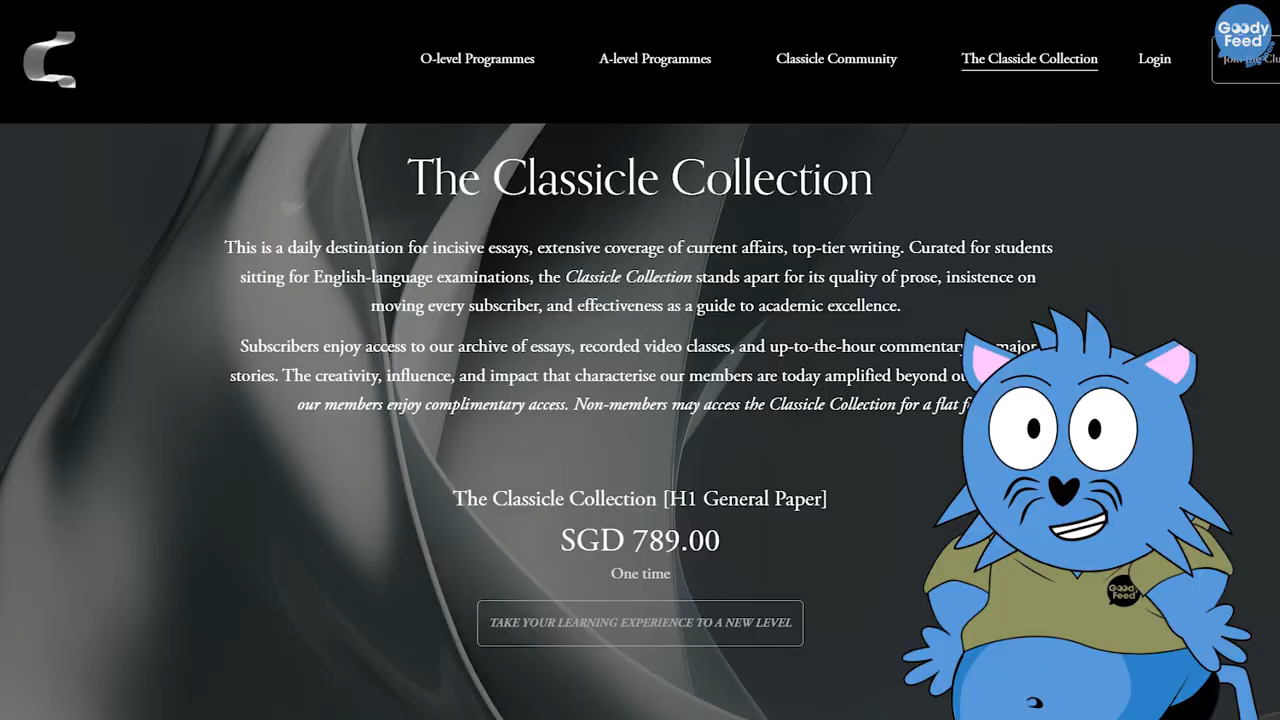 Goody
Feed
O-level Programmes
A-level Programmes
Classicle Community
The Classicle Collection
Login
The Classicle Collection
This is a daily destination for incisive essays, extensive coverage of current affairs, top-tier writing. Curated for students
sitting for English-language examinations, the Classicle Collection stands apart for its quality of prose, insistence on
moving every subscriber, and effectiveness as a guide to academic excellence.
Subscribers enjoy access to our archive of essays, recorded video classes, and up-to-the-hour commentary major
stories. The creativity, influence, and impact that characterise our members are today amplified beyond
our members enjoy complimentary access. Non-members may access the Classicle Collection for a flat
The Classicle Collection [H1 General Paper]
SGD 789.00
One time
TAKE YOUR LEARNING EXPERIENCE TO A NEW LEVEL
Goody
Feed